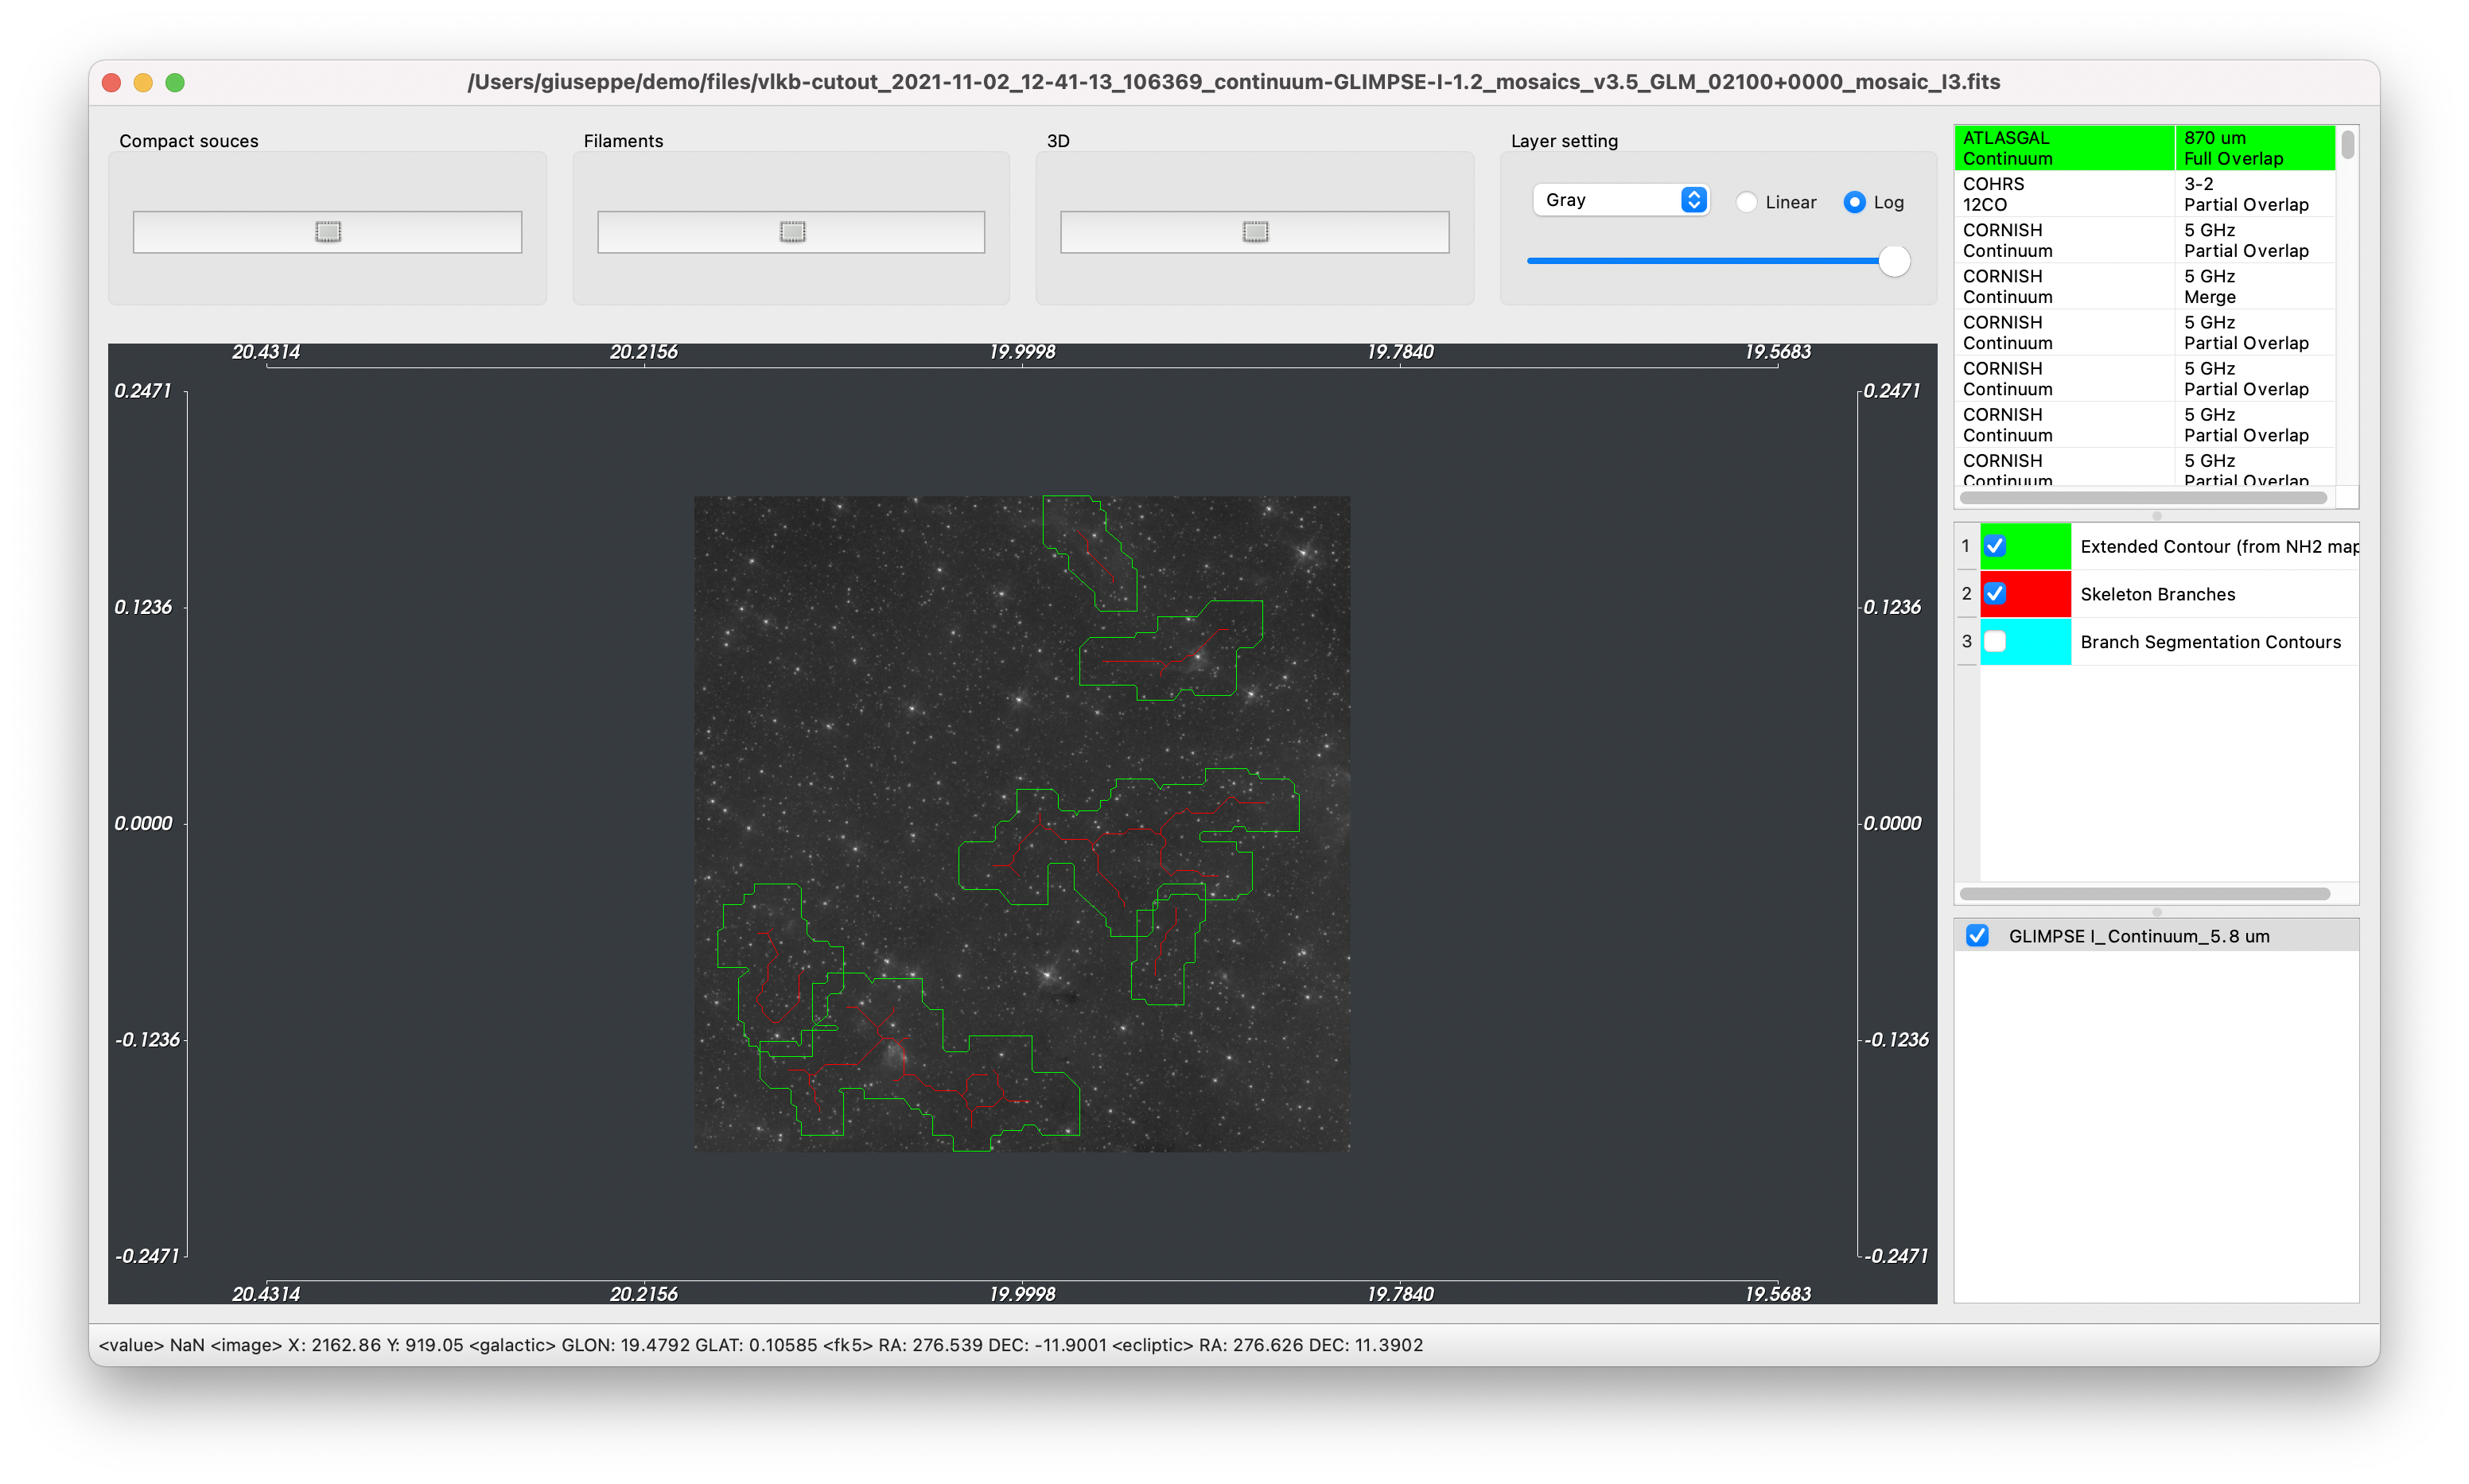 /Users/giuseppe/demo/files/vlkb-cutout_2021-11-02_12-41-13_106369_continuum-GLIMPSE-I-1.2_mosaics_v3.5_GLM_02100+0000_mosaic_I3.fits
Compact souces
Filaments
3D
Layer setting
Gray
Linear
Log
ATLASGAL 870 um
Continuum Full Overlap
COHRS 3-2
12CO Partial Overlap
CORNISH 5 GHz
Continuum Partial Overlap
CORNISH 5 GHz
Continuum Merge
CORNISH 5 GHz
Continuum Partial Overlap
CORNISH 5 GHz
Continuum Partial Overlap
CORNISH 5 GHz
Continuum Partial Overlap
CORNISH 5 GHz
Continuum Partial Overlap
1 Extended Contour (from NH2 map
2 Skeleton Branches
3 Branch Segmentation Contours
GLIMPSE I_Continuum_5.8 um
20.4314 20.2156 19.9998 19.7840 19.5683
0.2471 0.2471
0.1236 0.1236
0.0000 0.0000
-0.1236 -0.1236
-0.2471 -0.2471
20.4314 20.2156 19.9998 19.7840 19.5683
<value> NaN <image> X: 2162.86 Y: 919.05 <galactic> GLON: 19.4792 GLAT: 0.10585 <fk5> RA: 276.539 DEC: -11.9001 <ecliptic> RA: 276.626 DEC: 11.3902